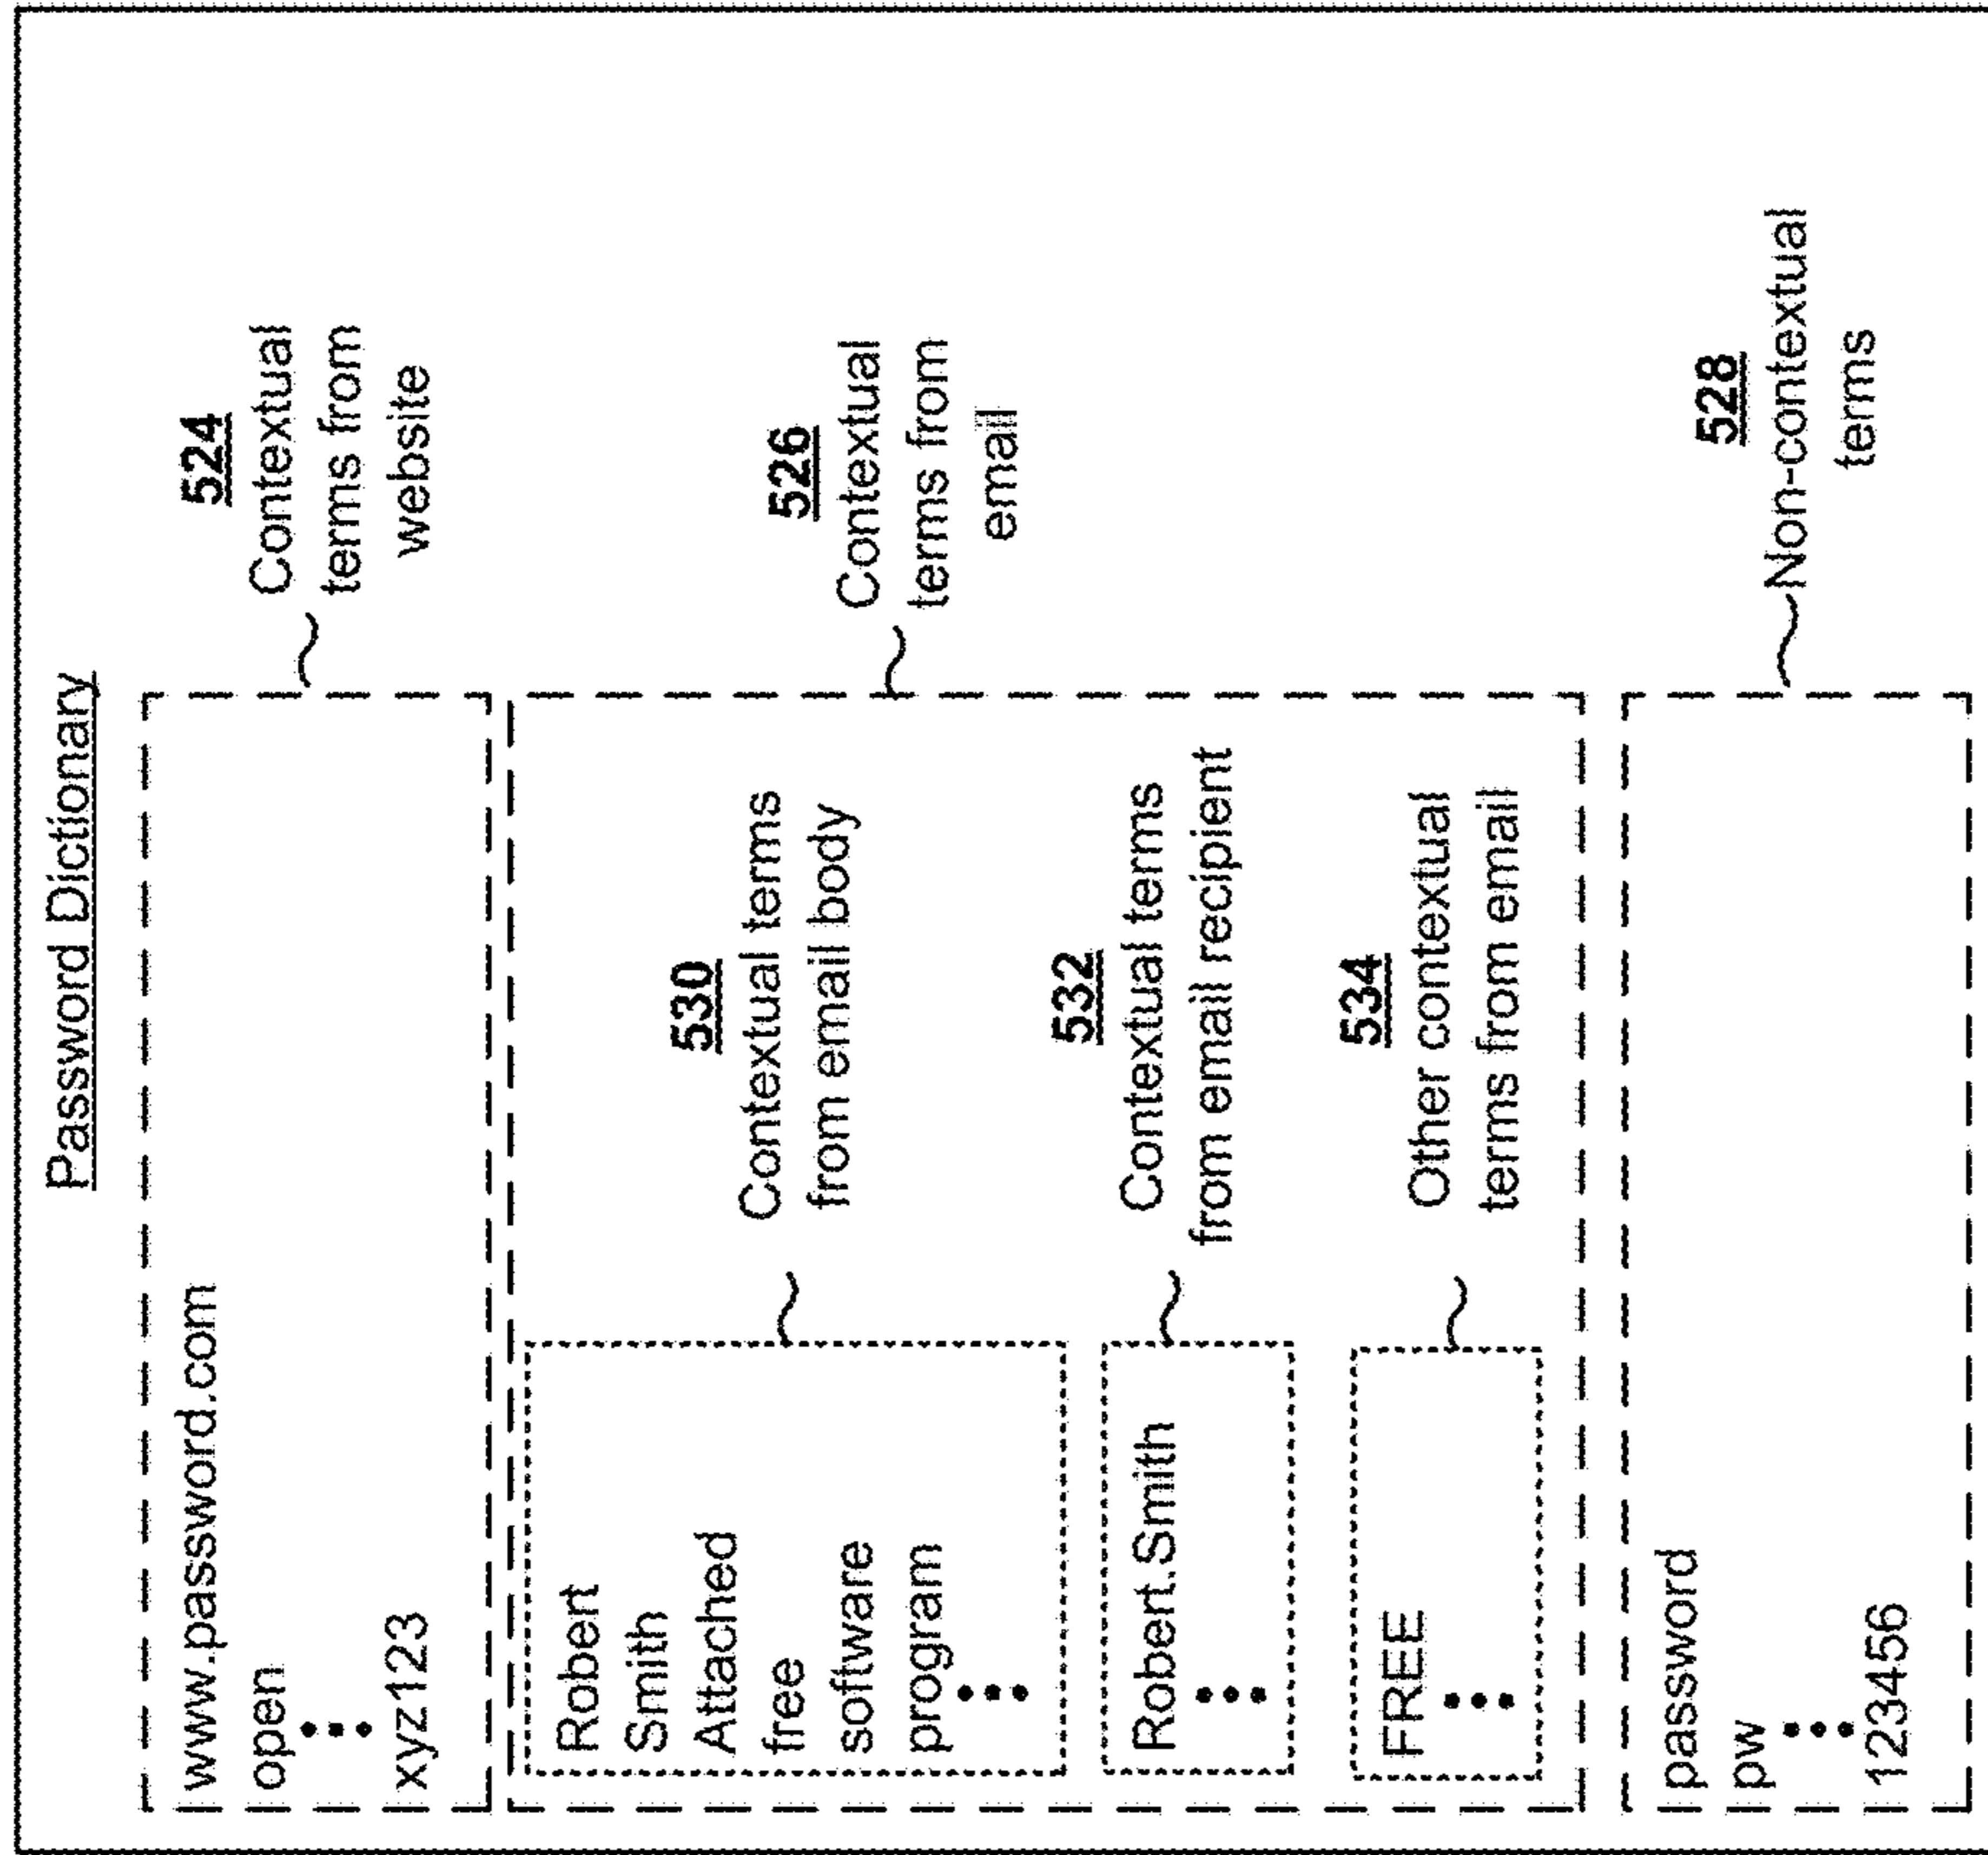 Password Dictionary
www.password.com
open
xyz123
524
Contextual
terms from
website
Robert
Smith
Attached
free
software
program
530
Contextual terms
from email body
526
Contextual
terms from
email
Robert.Smith
532
Contextual terms
from email recipient
FREE
534
Other contextual
terms from email
password
pw
123456
528
Non-contextual
terms